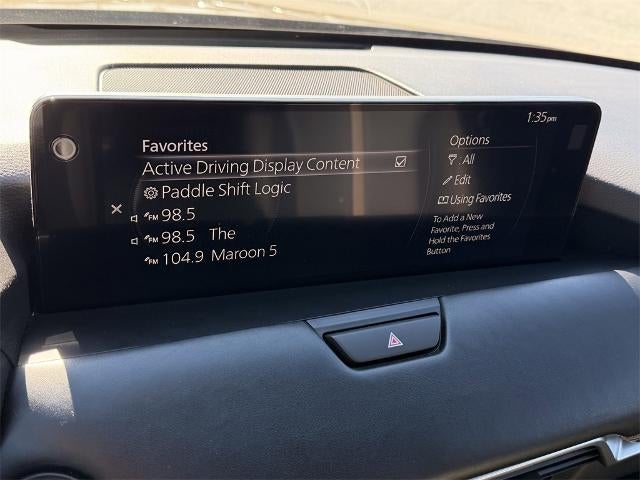 1:35pm
Favorites
Active Driving Display Content
Paddle Shift Logic
FM 98.5
FM 98.5 The
FM 104.9 Maroon 5
Options
: All
Edit
Using Favorites
To Add a New
Favorite, Press and
Hold the Favorites
Button